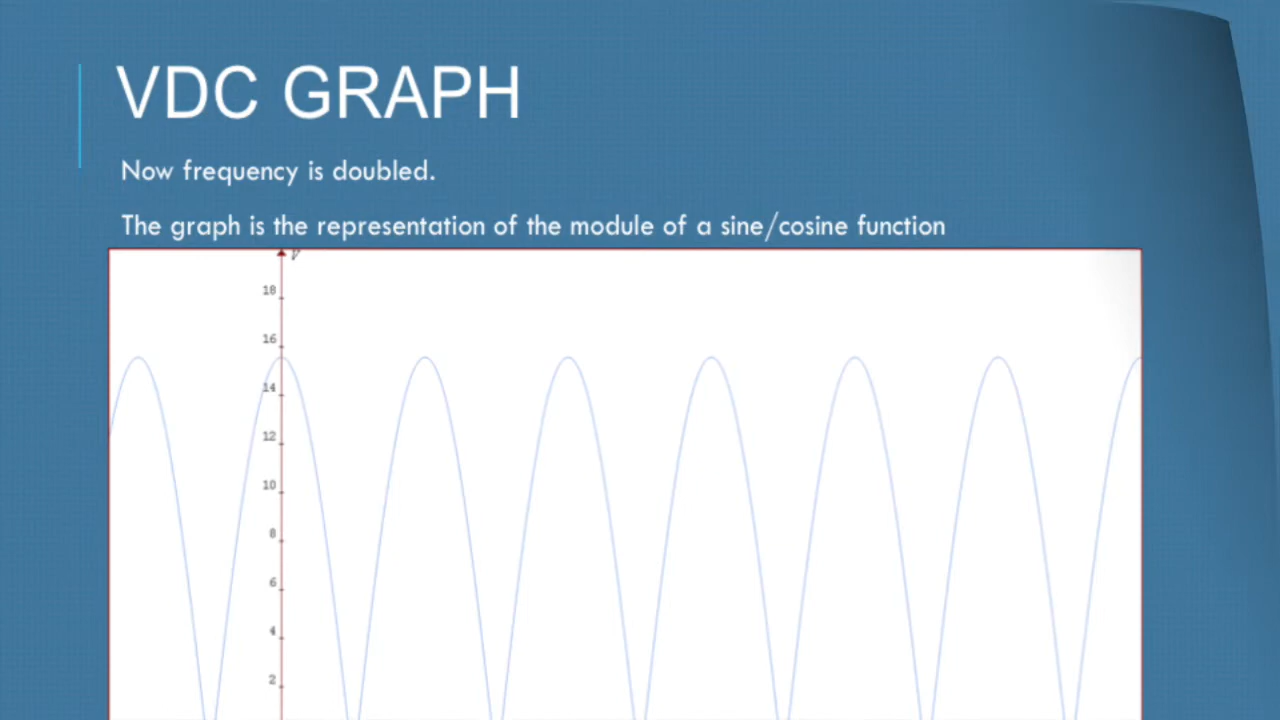 VDC GRAPH
Now frequency is doubled.
The graph is the representation of the module of a sine/cosine function
V
18
16
14
12
10
8
6
4
2